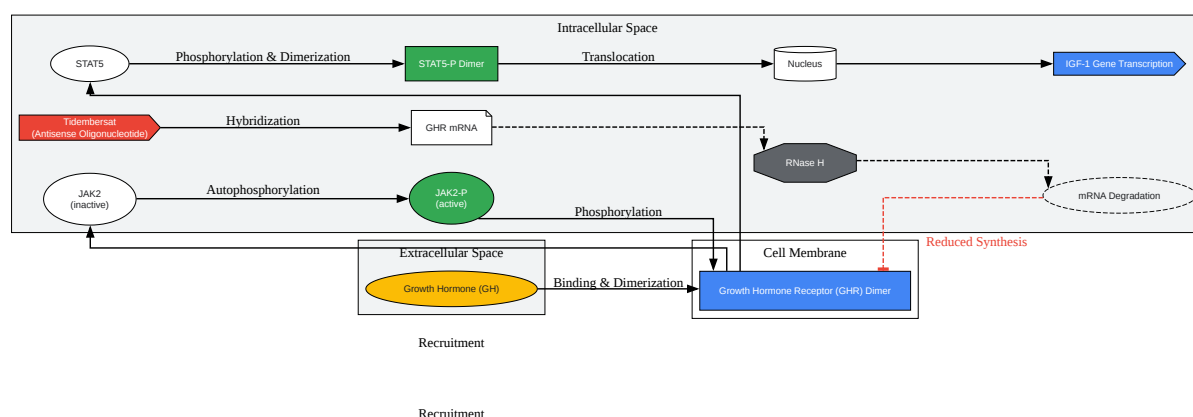 Intracellular Space
STAT5
Phosphorylation & Dimerization
STAT5-P Dimer
Translocation
Nucleus
IGF-1 Gene Transcription
Tidembersat
(Antisense Oligonucleotide)
Hybridization
GHR mRNA
RNase H
JAK2
(inactive)
Autophosphorylation
JAK2-P
(active)
Phosphorylation
mRNA Degradation
Reduced Synthesis
Extracellular Space
Cell Membrane
Growth Hormone (GH)
Binding & Dimerization
Growth Hormone Receptor (GHR) Dimer
Recruitment
Recruitment